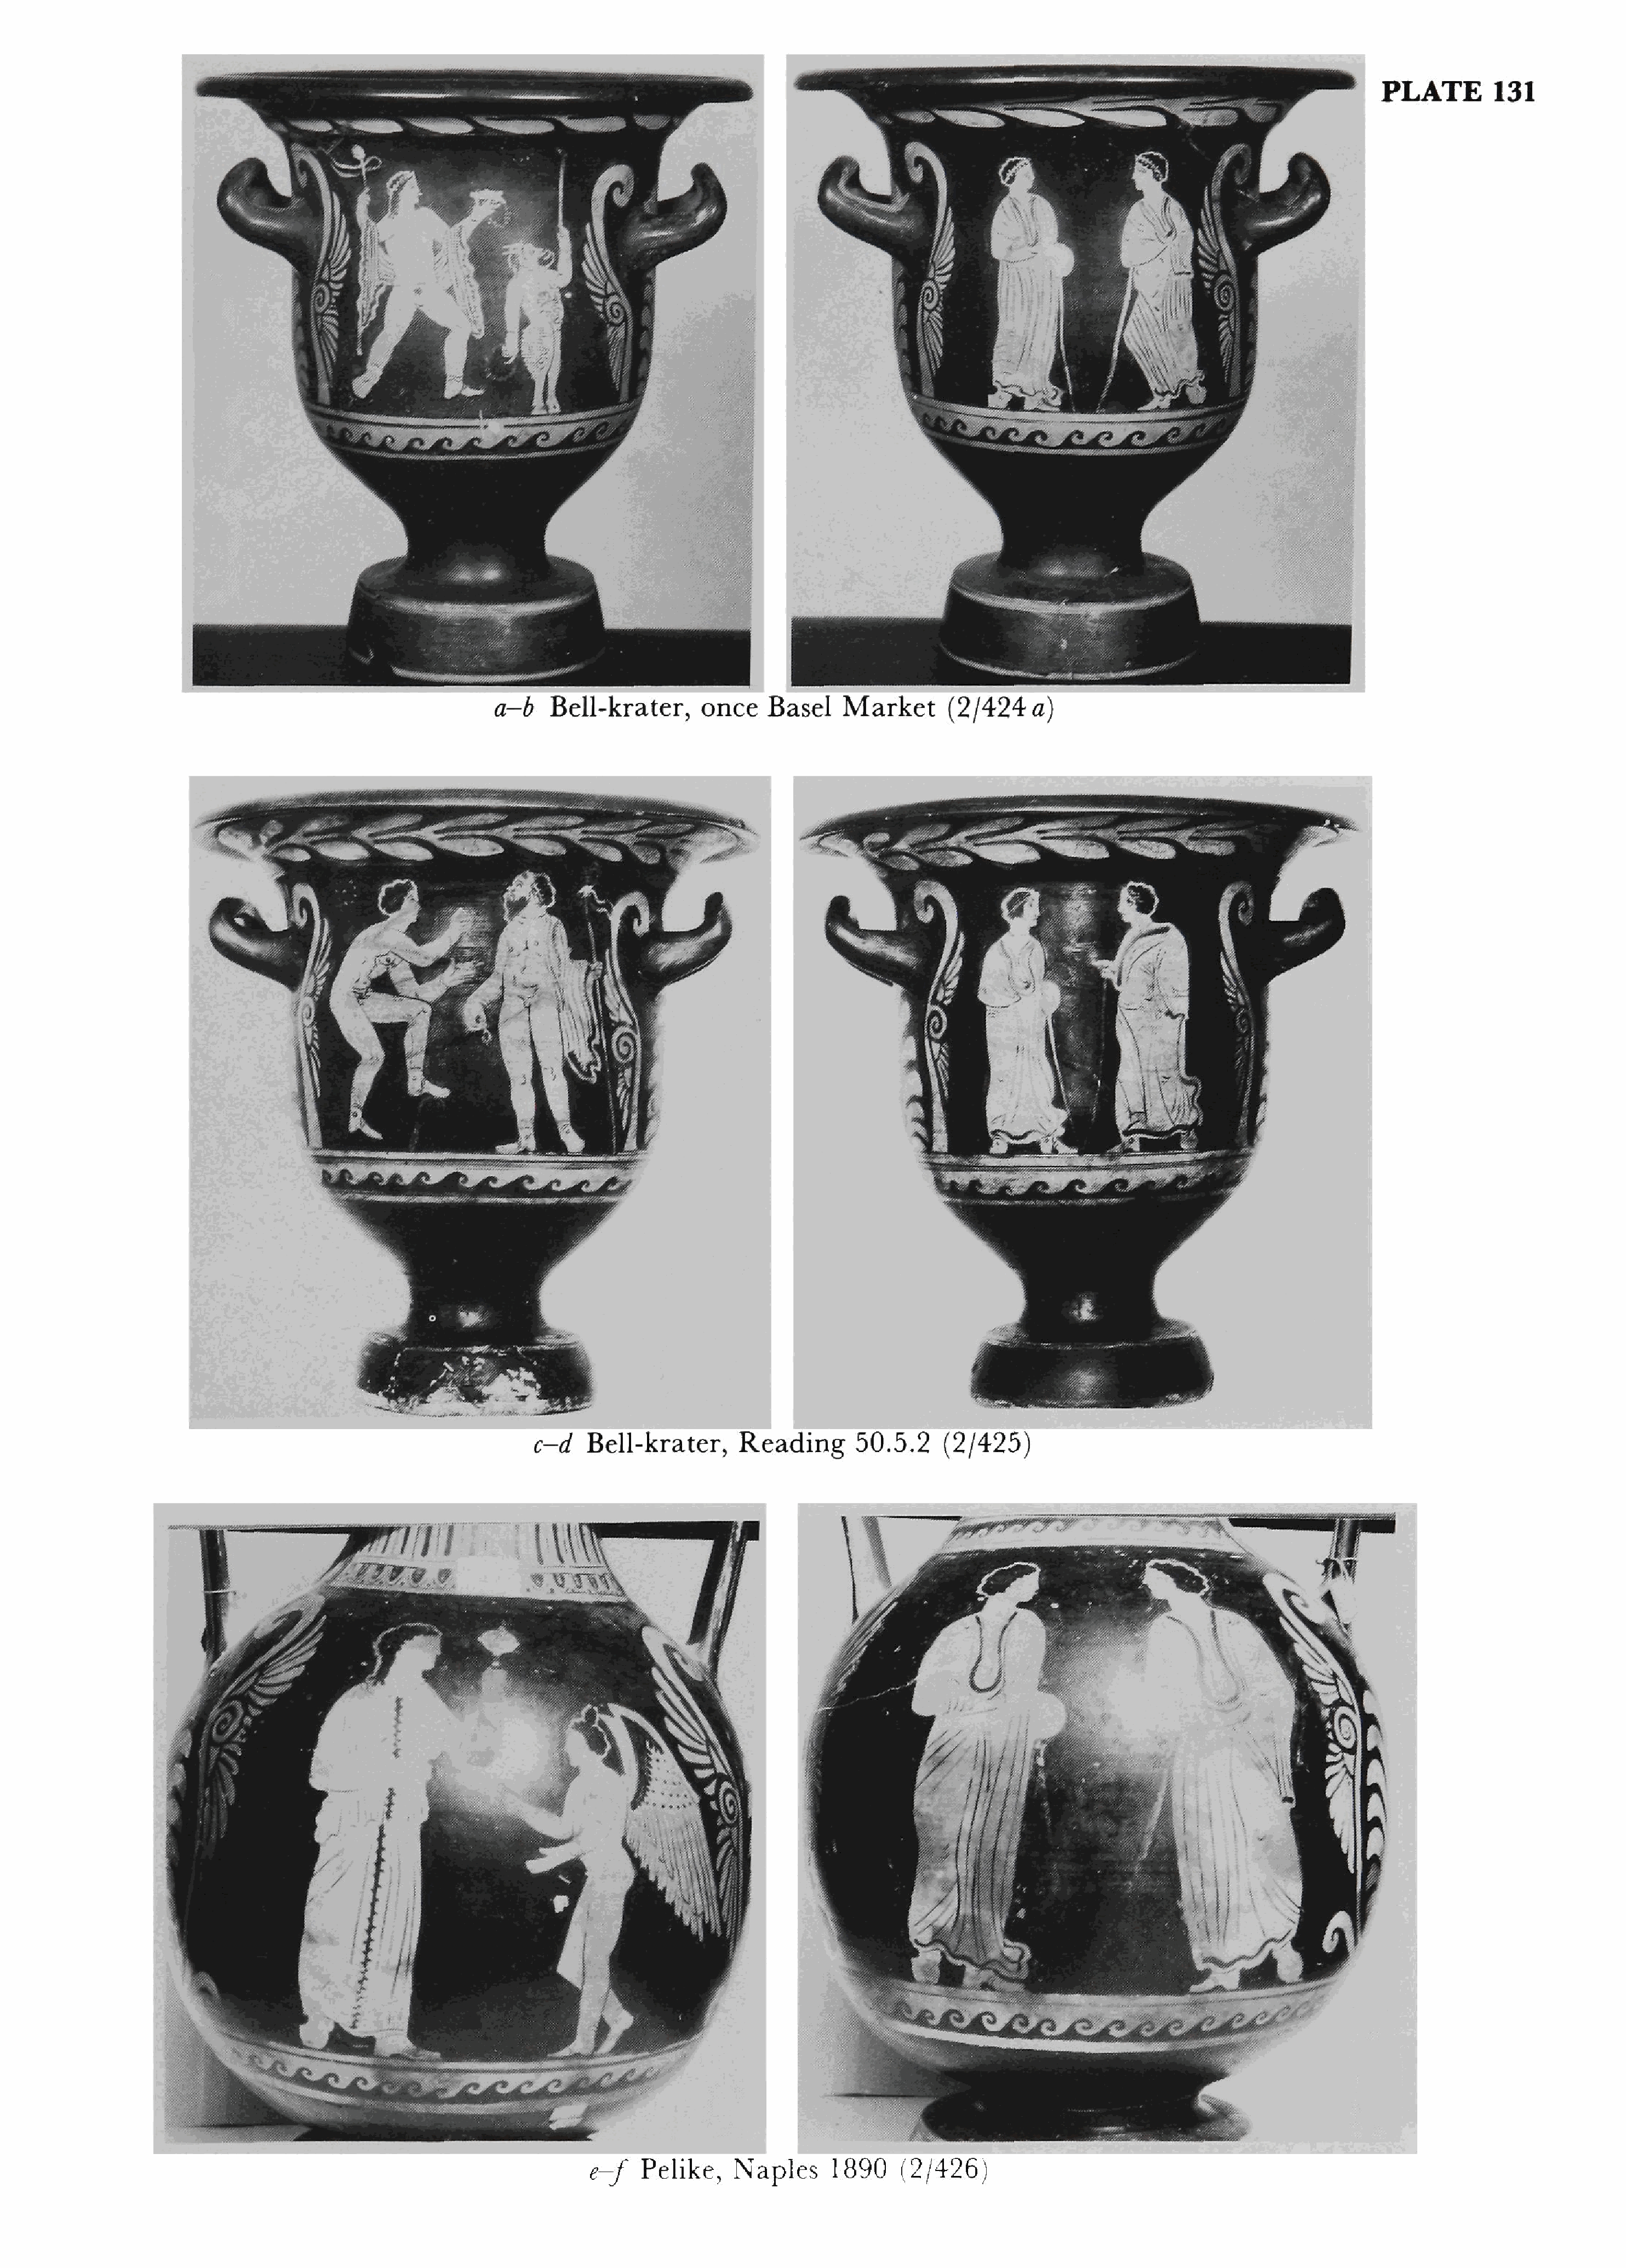 PLATE 131
a–b Bell-krater, once Basel Market (2/424 a)
c–d Bell-krater, Reading 50.5.2 (2/425)
e–f Pelike, Naples 1890 (2/426)